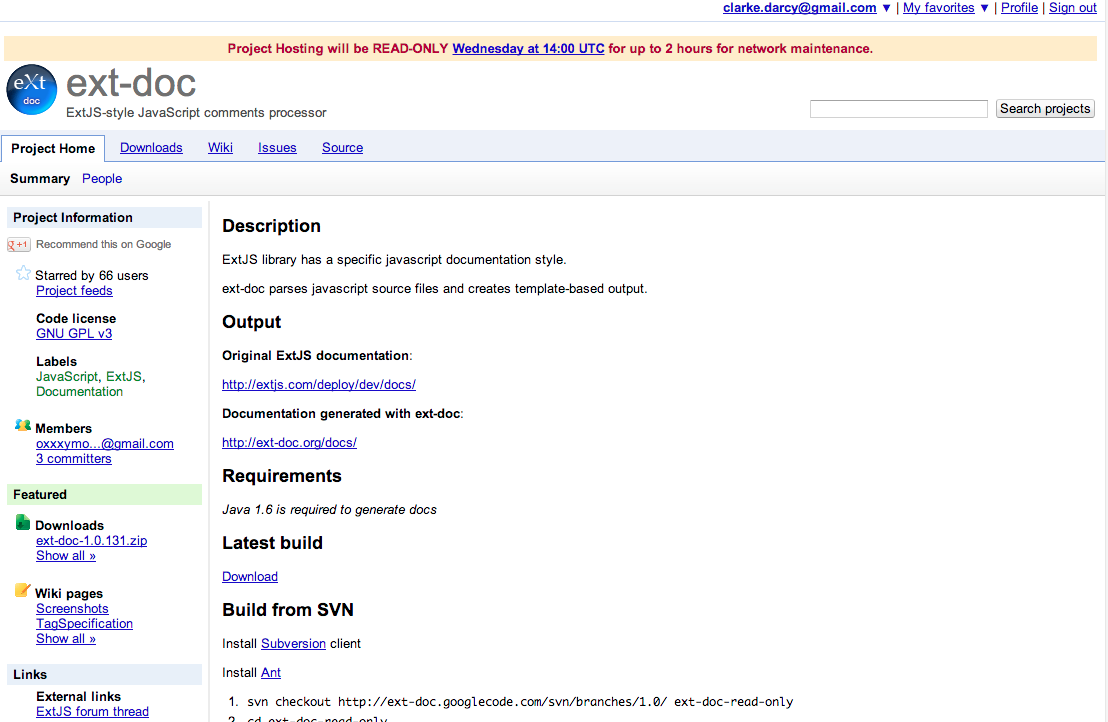 clarke.darcy@gmail.com ▼ | My favorites ▼ | Profile | Sign out
Project Hosting will be READ-ONLY Wednesday at 14:00 UTC for up to 2 hours for network maintenance.
eXt
doc
ext-doc
ExtJS-style JavaScript comments processor
Search projects
Project Home Downloads Wiki Issues Source
Summary People
Project Information
+1 Recommend this on Google
Starred by 66 users
Project feeds
Code license
GNU GPL v3
Labels
JavaScript, ExtJS,
Documentation
Members
oxxxymo...@gmail.com
3 committers
Featured
Downloads
ext-doc-1.0.131.zip
Show all »
Wiki pages
Screenshots
TagSpecification
Show all »
Links
External links
ExtJS forum thread
Description
ExtJS library has a specific javascript documentation style.
ext-doc parses javascript source files and creates template-based output.
Output
Original ExtJS documentation:
http://extjs.com/deploy/dev/docs/
Documentation generated with ext-doc:
http://ext-doc.org/docs/
Requirements
Java 1.6 is required to generate docs
Latest build
Download
Build from SVN
Install Subversion client
Install Ant
1. svn checkout http://ext-doc.googlecode.com/svn/branches/1.0/ ext-doc-read-only
2. cd ext-doc-read-only